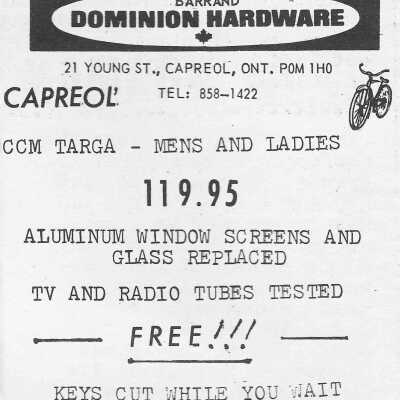 BARRAND
DOMINION HARDWARE
21 YOUNG ST., CAPREOL, ONT. P0M 1H0
CAPREOL'
TEL: 858-1422
CCM TARGA - MENS AND LADIES
119.95
ALUMINUM WINDOW SCREENS AND
GLASS REPLACED
TV AND RADIO TUBES TESTED
FREE!!!
KEYS CUT WHILE YOU WAIT